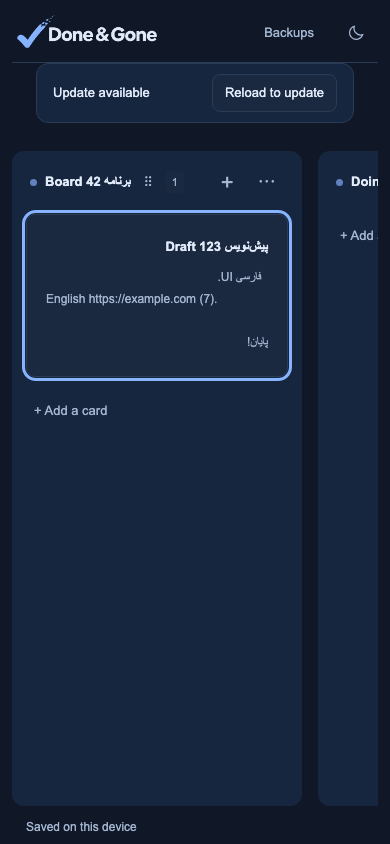 Done & Gone
Backups
Update available
Reload to update
Board 42 برنامه
1
Doin
+ Add
پیش‌نویس Draft 123
فارسی UI.
English https://example.com (7).
پایان!
+ Add a card
Saved on this device